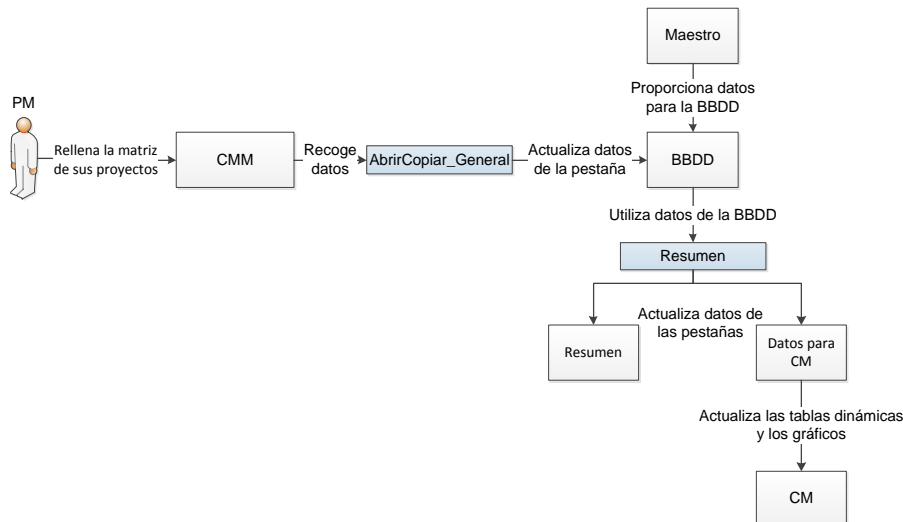 Maestro
Proporciona datos
para la BBDD
PM
Rellena la matriz
de sus proyectos
CMM
Recoge
datos
AbrirCopiar_General
Actualiza datos
de la pestaña
BBDD
Utiliza datos de la BBDD
Resumen
Actualiza datos de
las pestañas
Resumen
Datos para
CM
Actualiza las tablas dinámicas
y los gráficos
CM